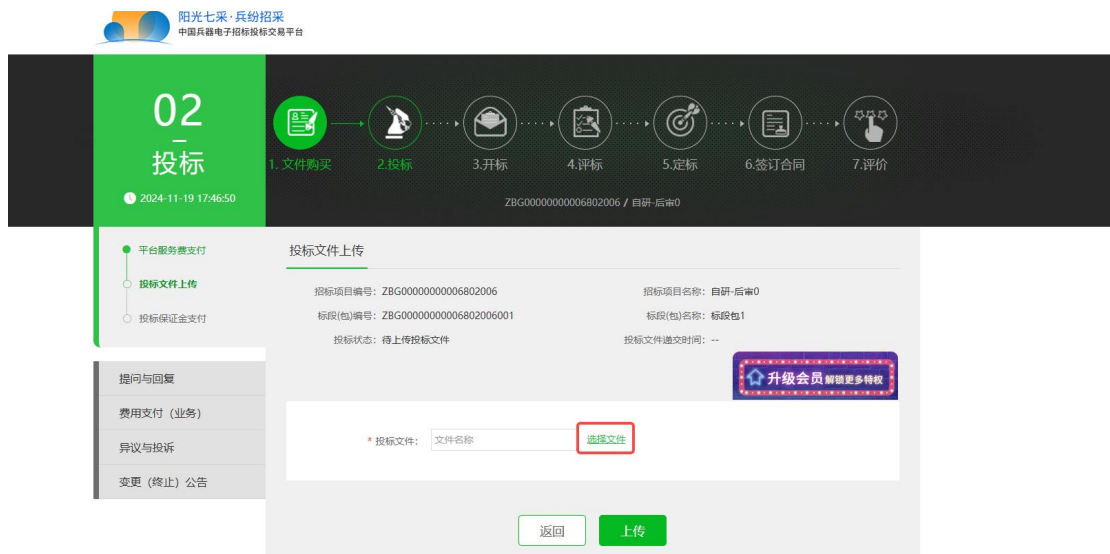 阳光七采·兵纷招采
中国兵器电子招标投标交易平台
02
投标
2024-11-19 17:46:50
1. 文件购买
2.投标
3.开标
4.评标
5.定标
6.签订合同
7.评价
ZBG00000000006802006 / 自研-后审0
平台服务费支付
投标文件上传
投标保证金支付
提问与回复
费用支付（业务）
异议与投诉
变更（终止）公告
投标文件上传
招标项目编号：ZBG00000000006802006 招标项目名称：自研-后审0
标段(包)编号：ZBG00000000006802006001 标段(包)名称：标段包1
投标状态：待上传投标文件 投标文件递交时间：--
升级会员 解锁更多特权
* 投标文件： 文件名称 选择文件
返回 上传